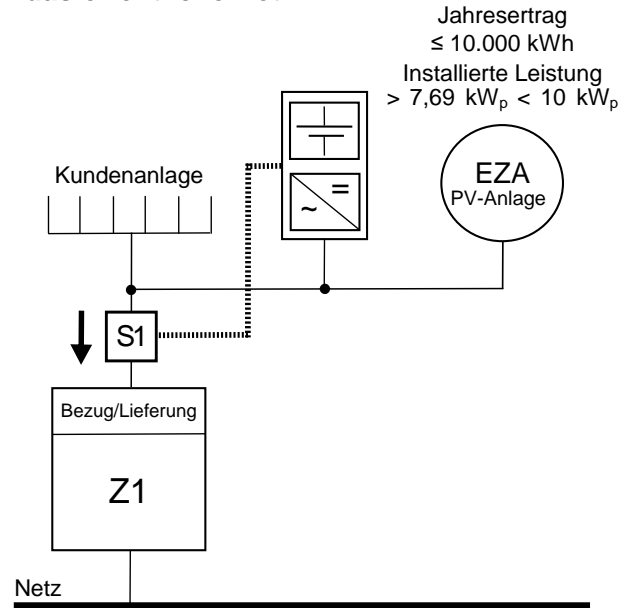 Jahresertrag
≤ 10.000 kWh
Installierte Leistung
> 7,69 kWp < 10 kWp
Kundenanlage
=
~
EZA
PV-Anlage
S1
Bezug/Lieferung
Z1
Netz